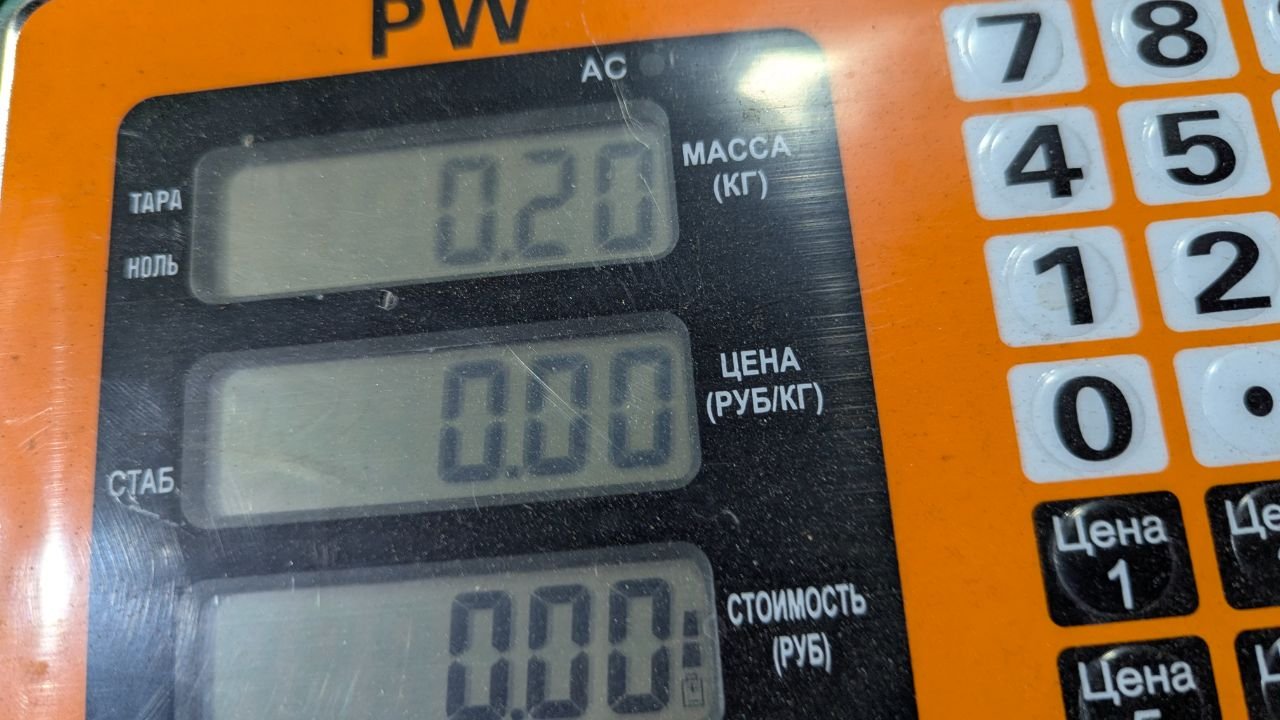 PW
AC
ТАРА
НОЛЬ
0.20
МАССА
(КГ)
СТАБ
0.00
ЦЕНА
(РУБ/КГ)
0.00
СТОИМОСТЬ
(РУБ)
7 8
4 5
1 2
0 .
Цена
1
Цена